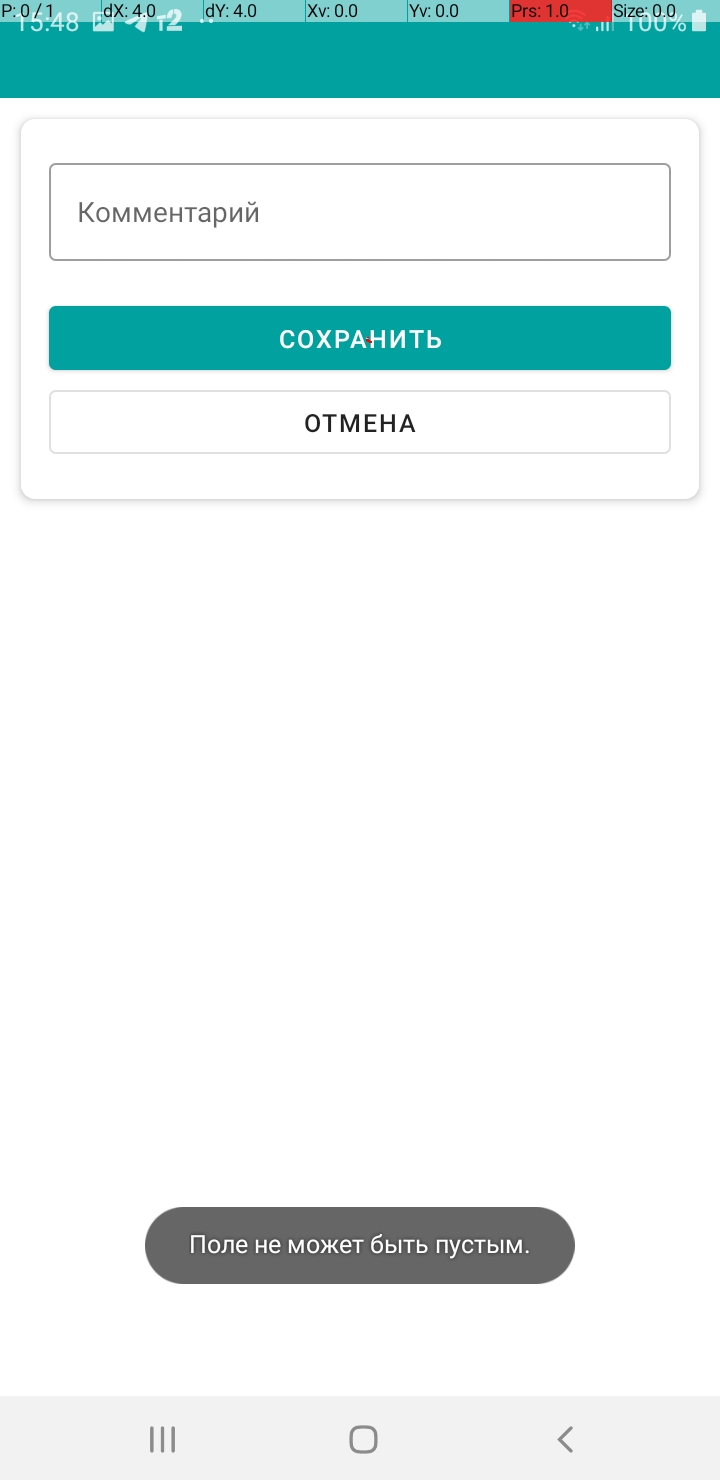 P: 0 / 1 dX: 4.0 dY: 4.0 Xv: 0.0 Yv: 0.0 Prs: 1.0 Size: 0.0
15:48 T2 100%
Комментарий
СОХРАНИТЬ
ОТМЕНА
Поле не может быть пустым.